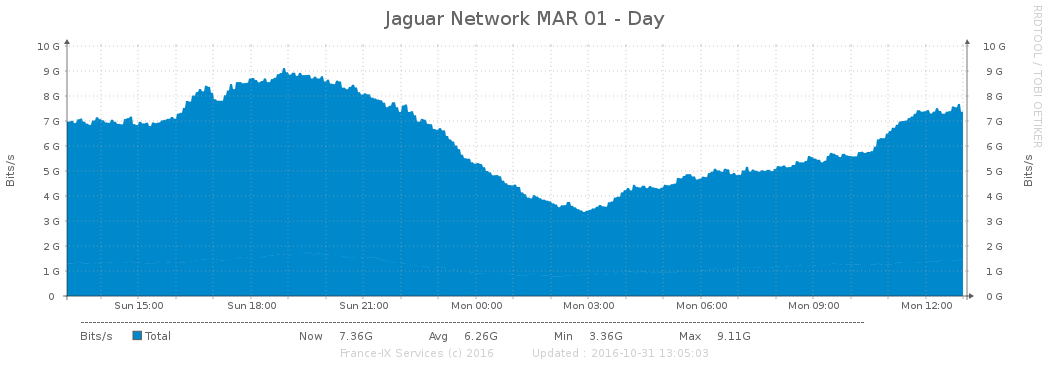 Jaguar Network MAR 01 - Day
RRDTOOL / TOBI OETIKER
Bits/s
Bits/s
10 G 10 G
9 G 9 G
8 G 8 G
7 G 7 G
6 G 6 G
5 G 5 G
4 G 4 G
3 G 3 G
2 G 2 G
1 G 1 G
0 0 G
Sun 15:00 Sun 18:00 Sun 21:00 Mon 00:00 Mon 03:00 Mon 06:00 Mon 09:00 Mon 12:00
Bits/s Total Now 7.36G Avg 6.26G Min 3.36G Max 9.11G
France-IX Services (c) 2016 Updated : 2016-10-31 13:05:03